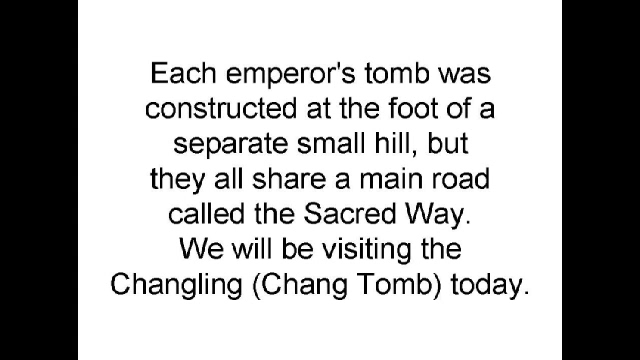 Each emperor's tomb was
constructed at the foot of a
separate small hill, but
they all share a main road
called the Sacred Way.
We will be visiting the
Changling (Chang Tomb) today.